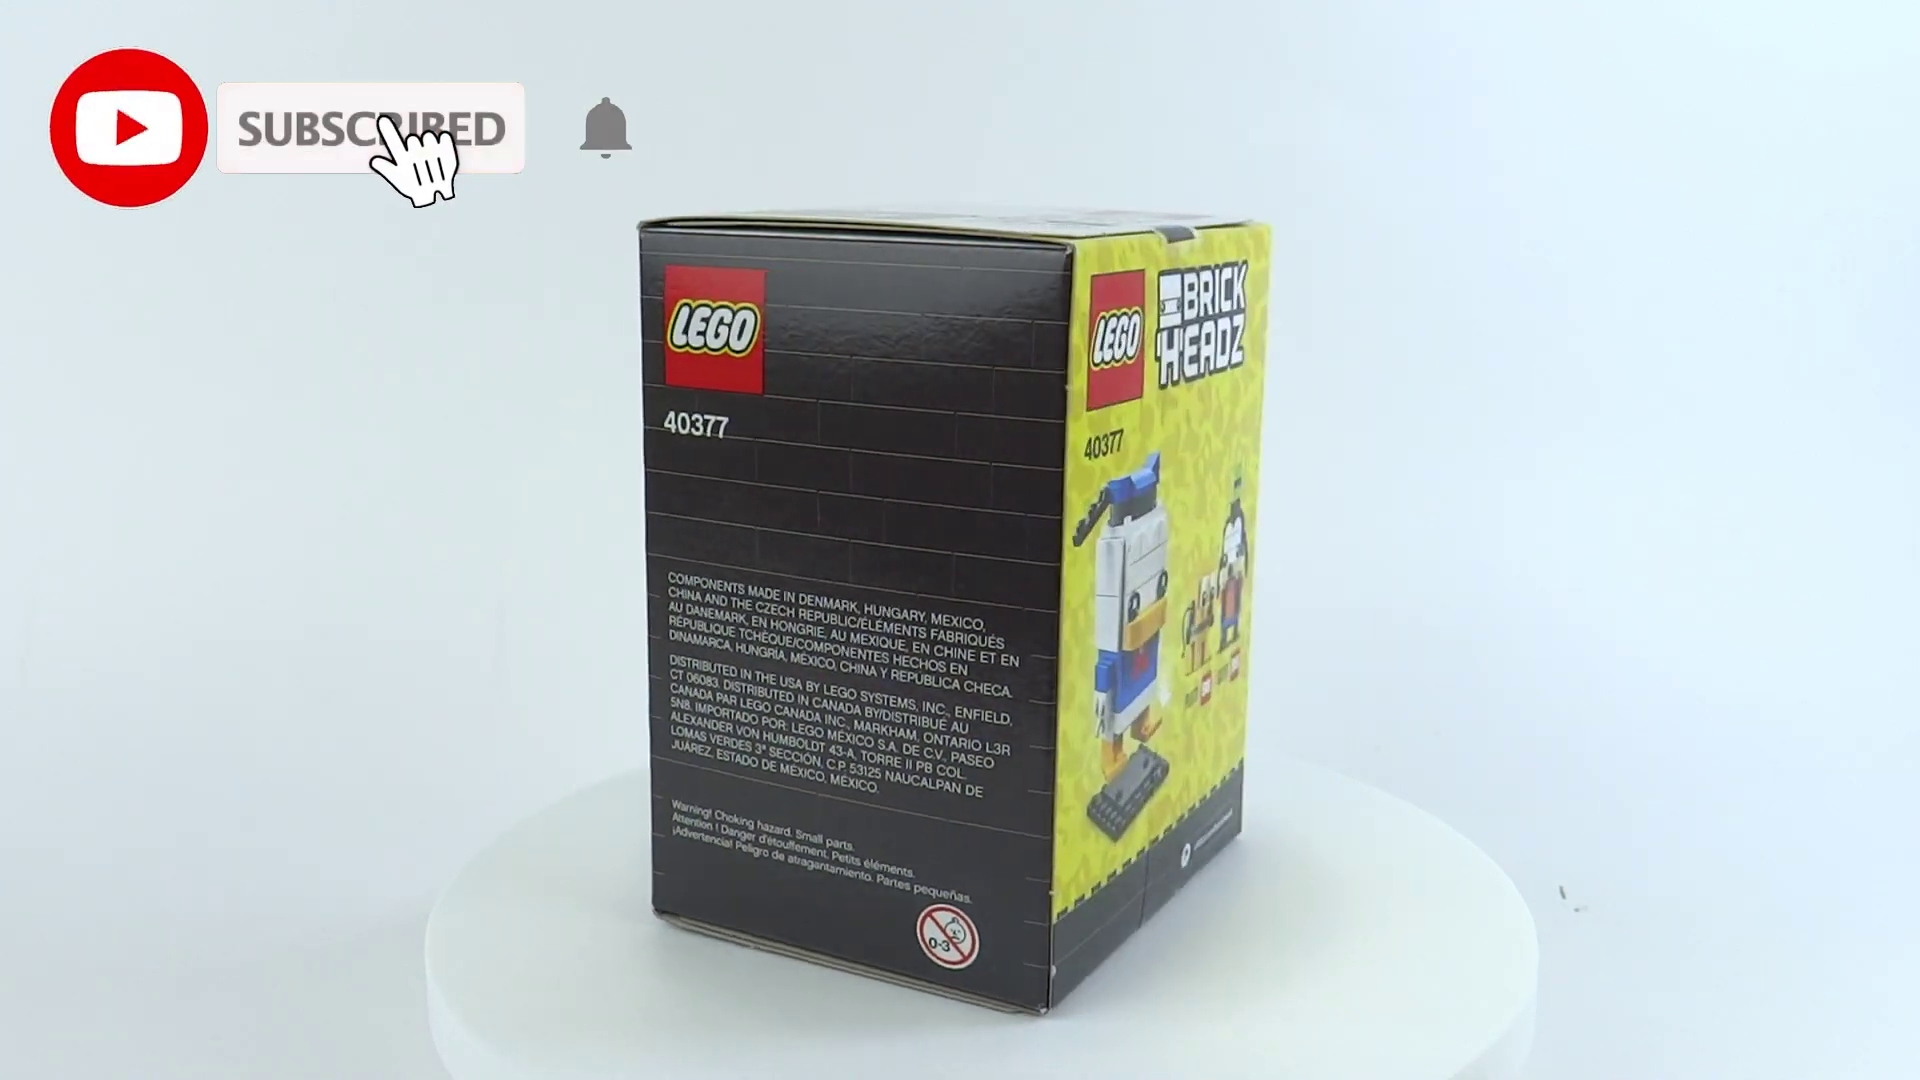 SUBSCRIBED
LEGO
40377
COMPONENTS MADE IN DENMARK, HUNGARY, MEXICO,
CHINA AND THE CZECH REPUBLIC/ÉLÉMENTS FABRIQUÉS
AU DANEMARK, EN HONGRIE, AU MEXIQUE, EN CHINE ET EN
RÉPUBLIQUE TCHÈQUE/COMPONENTES HECHOS EN
DINAMARCA, HUNGRÍA, MÉXICO, CHINA Y REPÚBLICA CHECA.
DISTRIBUTED IN THE USA BY LEGO SYSTEMS, INC., ENFIELD,
CT 06083. DISTRIBUTED IN CANADA BY/DISTRIBUÉ AU
CANADA PAR LEGO CANADA INC., MARKHAM, ONTARIO L3R
5N8. IMPORTADO POR: LEGO MÉXICO S.A. DE C.V., PASEO
ALEXANDER VON HUMBOLDT 43-A, TORRE II PB COL.
LOMAS VERDES 3ª SECCIÓN, C.P. 53125 NAUCALPAN DE
JUÁREZ, ESTADO DE MÉXICO, MÉXICO.
Warning! Choking hazard. Small parts.
Attention ! Danger d'étouffement. Petits éléments.
¡Advertencia! Peligro de atragantamiento. Partes pequeñas.
0-3
LEGO
BRICK
HEADZ
40377